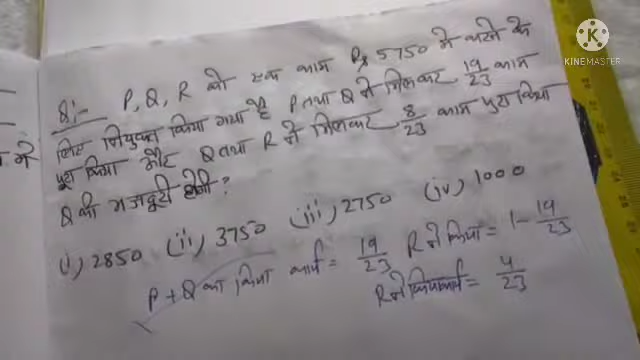 KINEMASTER
Q:- P, Q, R को एक काम Rs 5750 में करने के
लिए नियुक्त किया गया है P तथा Q ने मिलकर 19/23 काम
पूरा किया और Q तथा R ने मिलकर 8/23 काम पूरा किया
Q की मजदूरी होगी?
(i) 2850 (ii) 3750 (iii) 2750 (iv) 1000
P + Q का किया कार्य = 19/23 R ने किया = 1 - 19/23
R ने किया कार्य = 4/23